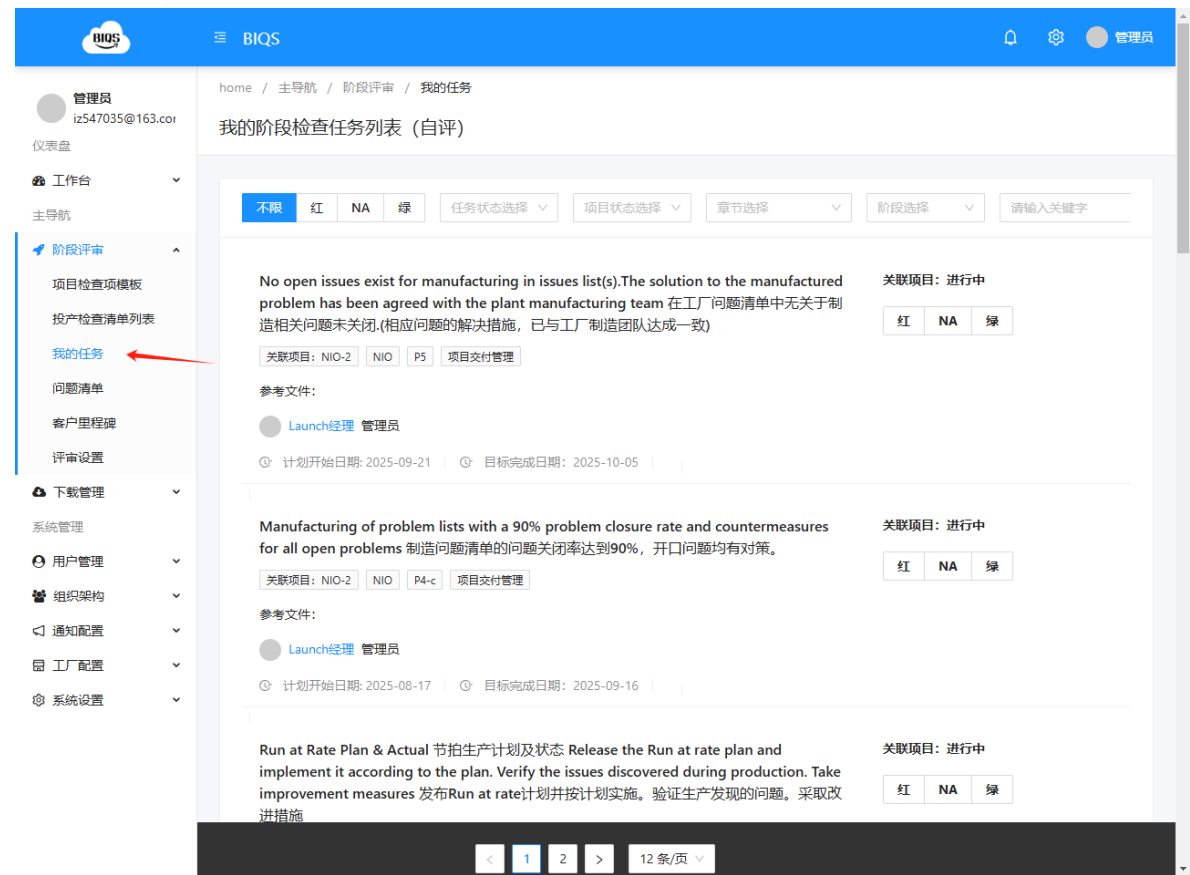 BIQS
BIQS
管理员
管理员
iz547035@163.cor
仪表盘
工作台
主导航
阶段评审
项目检查项模板
投产检查清单列表
我的任务
问题清单
客户里程碑
评审设置
下载管理
系统管理
用户管理
组织架构
通知配置
工厂配置
系统设置
home / 主导航 / 阶段评审 / 我的任务
我的阶段检查任务列表（自评）
不限 红 NA 绿 任务状态选择 项目状态选择 章节选择 阶段选择 请输入关键字
No open issues exist for manufacturing in issues list(s).The solution to the manufactured
problem has been agreed with the plant manufacturing team 在工厂问题清单中无关于制
造相关问题未关闭.(相应问题的解决措施，已与工厂制造团队达成一致)
关联项目：进行中
红 NA 绿
关联项目：NIO-2 NIO P5 项目交付管理
参考文件：
Launch经理 管理员
计划开始日期: 2025-09-21 目标完成日期：2025-10-05
Manufacturing of problem lists with a 90% problem closure rate and countermeasures
for all open problems 制造问题清单的问题关闭率达到90%，开口问题均有对策。
关联项目：进行中
红 NA 绿
关联项目：NIO-2 NIO P4-c 项目交付管理
参考文件：
Launch经理 管理员
计划开始日期: 2025-08-17 目标完成日期：2025-09-16
Run at Rate Plan & Actual 节拍生产计划及状态 Release the Run at rate plan and
implement it according to the plan. Verify the issues discovered during production. Take
improvement measures 发布Run at rate计划并按计划实施。验证生产发现的问题。采取改
进措施
关联项目：进行中
红 NA 绿
< 1 2 > 12 条/页